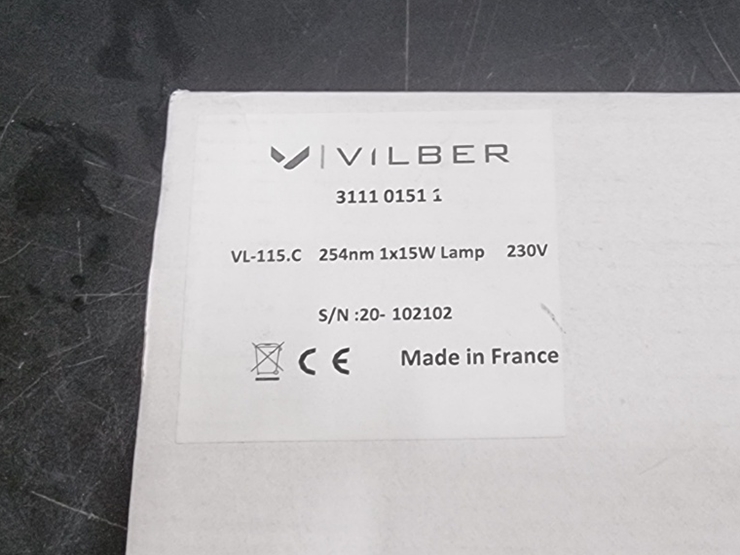 VILBER
3111 0151 1
VL-115.C 254nm 1x15W Lamp 230V
S/N :20- 102102
CE Made in France